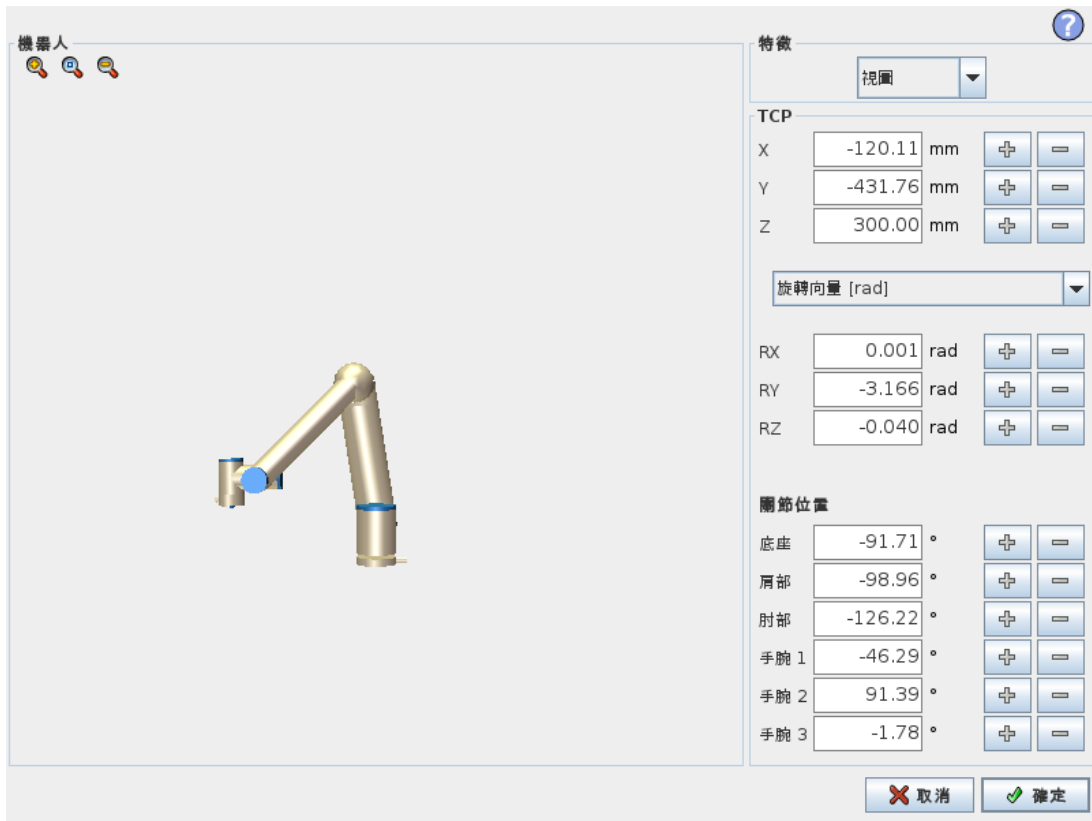 機器人
特徵
視圖
TCP
X -120.11 mm
Y -431.76 mm
Z 300.00 mm
旋轉向量 [rad]
RX 0.001 rad
RY -3.166 rad
RZ -0.040 rad
關節位置
底座 -91.71 °
肩部 -98.96 °
肘部 -126.22 °
手腕 1 -46.29 °
手腕 2 91.39 °
手腕 3 -1.78 °
取消 確定